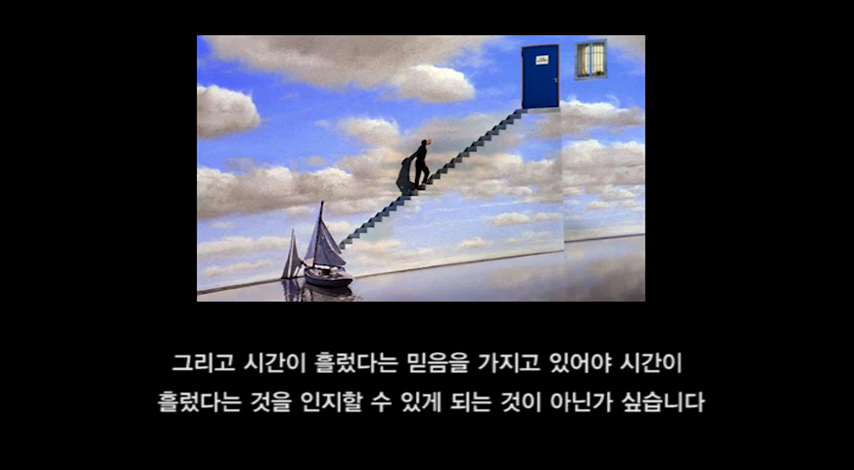 그리고 시간이 흘렀다는 믿음을 가지고 있어야 시간이
흘렀다는 것을 인지할 수 있게 되는 것이 아닌가 싶습니다